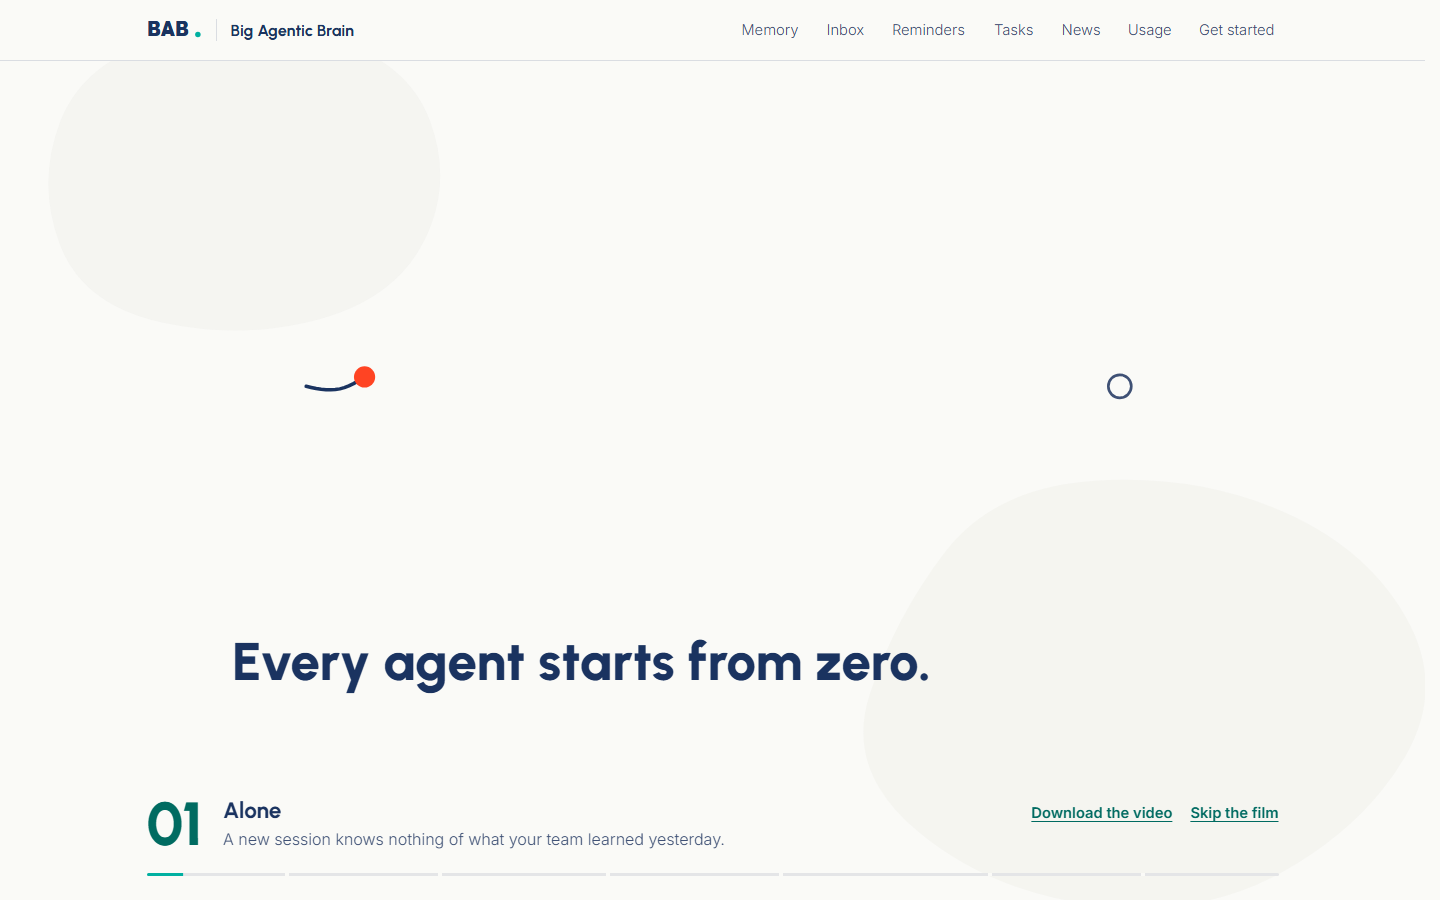 BAB. Big Agentic Brain
Memory Inbox Reminders Tasks News Usage Get started
Every agent starts from zero.
01
Alone
A new session knows nothing of what your team learned yesterday.
Download the video Skip the film